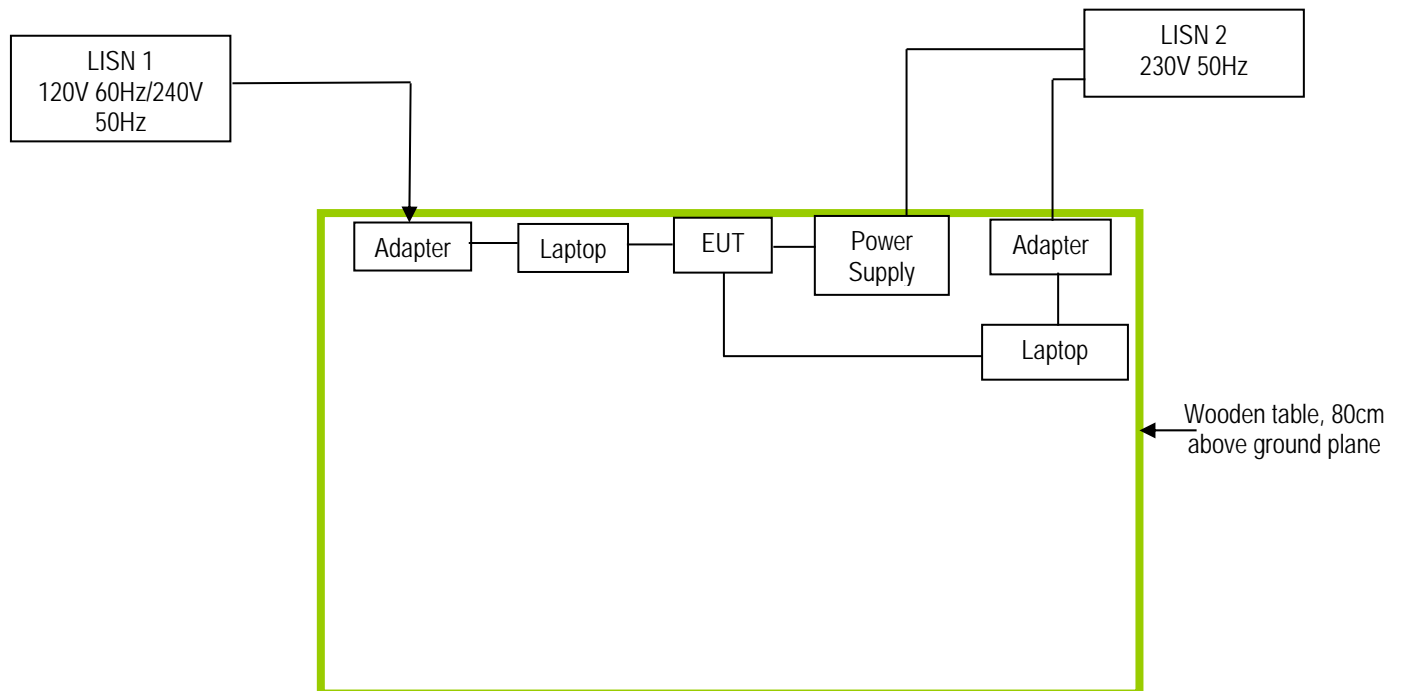 LISN 1
120V 60Hz/240V
50Hz
LISN 2
230V 50Hz
Adapter
Laptop
EUT
Power
Supply
Adapter
Laptop
Wooden table, 80cm
above ground plane